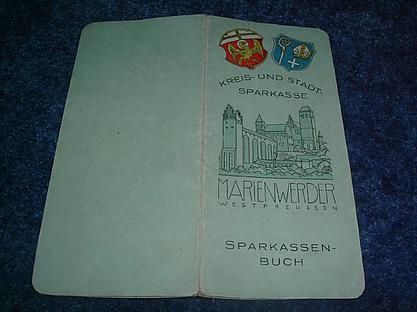 KREIS- UND STADT-
SPARKASSE
MARIENWERDER
WESTPREUSSEN
SPARKASSEN-
BUCH